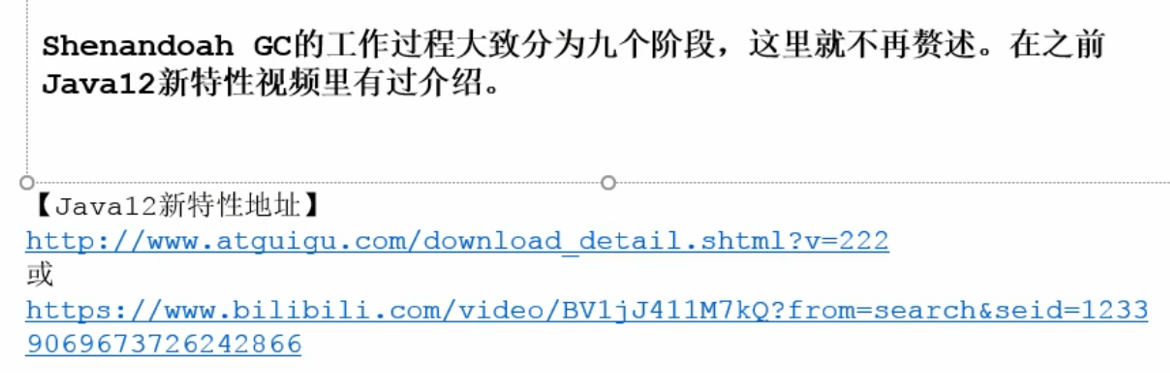 Shenandoah GC的工作过程大致分为九个阶段，这里就不再赘述。在之前
Java12新特性视频里有过介绍。
【Java12新特性地址】
http://www.atguigu.com/download_detail.shtml?v=222
或
https://www.bilibili.com/video/BV1jJ411M7kQ?from=search&seid=1233
9069673726242866